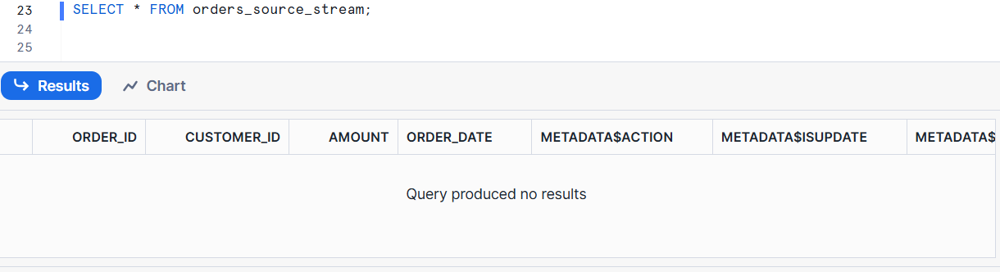 23 SELECT * FROM orders_source_stream;
24
25
Results Chart
ORDER_ID CUSTOMER_ID AMOUNT ORDER_DATE METADATA$ACTION METADATA$ISUPDATE METADATA$
Query produced no results